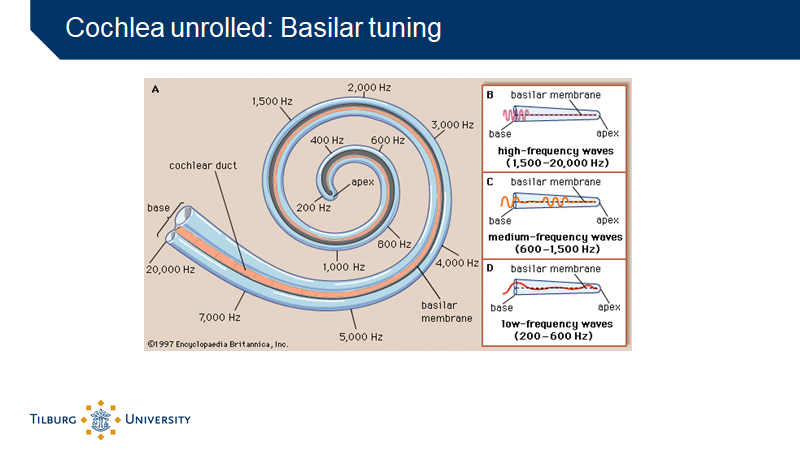 Cochlea unrolled: Basilar tuning
A
2,000 Hz
1,500 Hz
3,000 Hz
400 Hz
600 Hz
cochlear duct
apex
200 Hz
base
800 Hz
1,000 Hz
4,000 Hz
20,000 Hz
basilar
membrane
7,000 Hz
5,000 Hz
©1997 Encyclopaedia Britannica, Inc.
B
basilar membrane
base
apex
high-frequency waves
(1,500–20,000 Hz)
C
basilar membrane
base
apex
medium-frequency waves
(600–1,500 Hz)
D
basilar membrane
base
apex
low-frequency waves
(200–600 Hz)
TILBURG UNIVERSITY